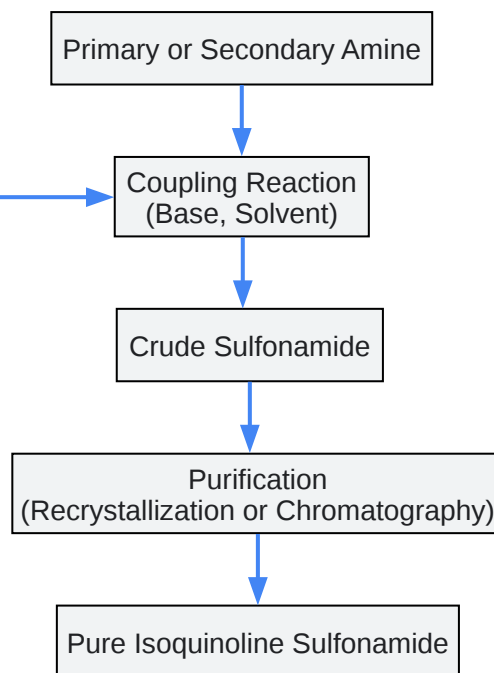 Primary or Secondary Amine
Coupling Reaction
(Base, Solvent)
Crude Sulfonamide
Purification
(Recrystallization or Chromatography)
Pure Isoquinoline Sulfonamide